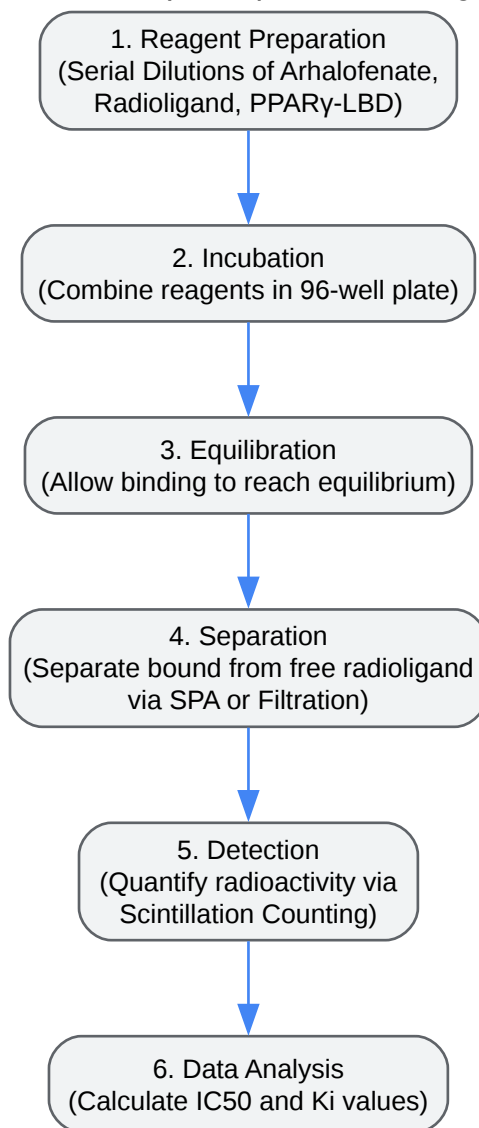 1. Reagent Preparation
(Serial Dilutions of Arhalofenate,
Radioligand, PPARγ-LBD)
2. Incubation
(Combine reagents in 96-well plate)
3. Equilibration
(Allow binding to reach equilibrium)
4. Separation
(Separate bound from free radioligand
via SPA or Filtration)
5. Detection
(Quantify radioactivity via
Scintillation Counting)
6. Data Analysis
(Calculate IC50 and Ki values)